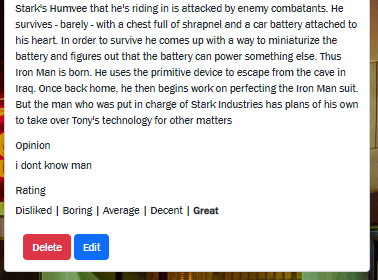 Stark's Humvee that he's riding in is attacked by enemy combatants. He
survives - barely - with a chest full of shrapnel and a car battery attached to
his heart. In order to survive he comes up with a way to miniaturize the
battery and figures out that the battery can power something else. Thus
Iron Man is born. He uses the primitive device to escape from the cave in
Iraq. Once back home, he then begins work on perfecting the Iron Man suit.
But the man who was put in charge of Stark Industries has plans of his own
to take over Tony's technology for other matters
Opinion
i dont know man
Rating
Disliked | Boring | Average | Decent | Great
Delete Edit